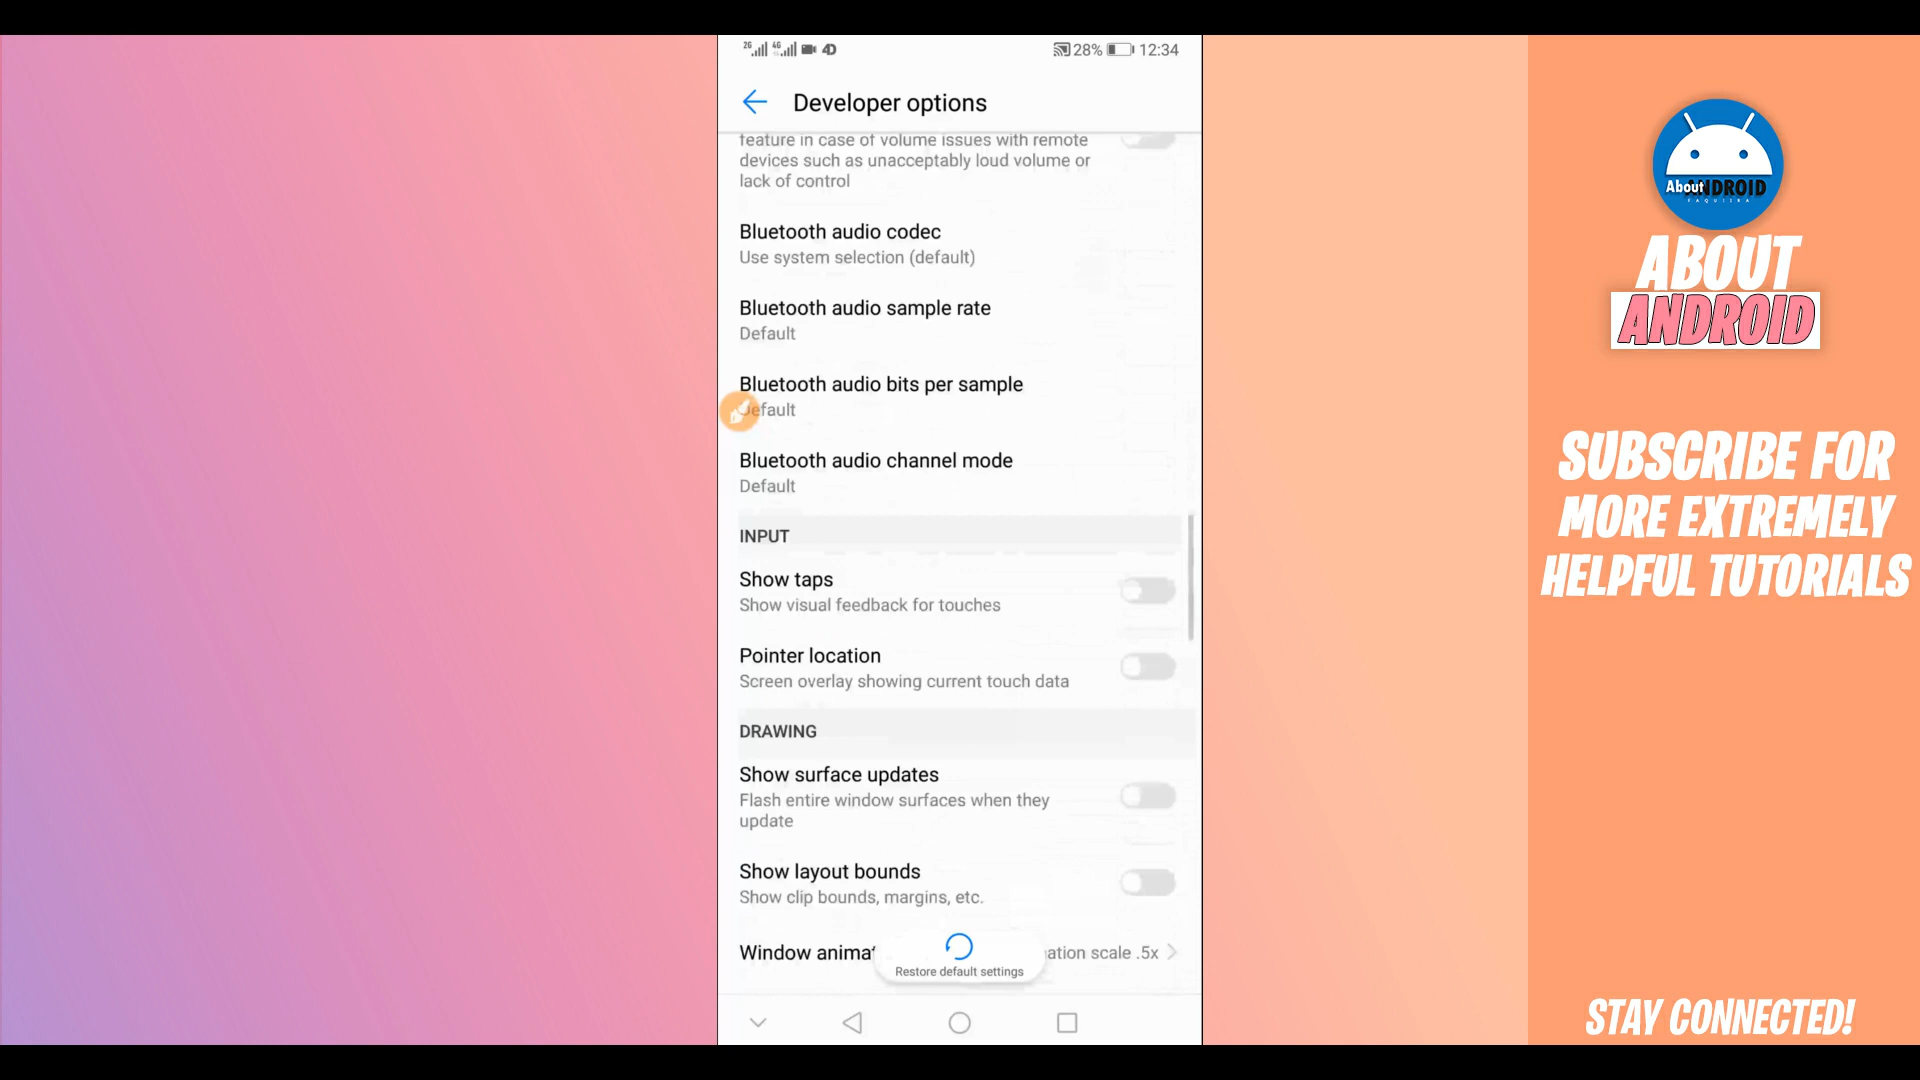 2G 4G 28% 12:34
Developer options
feature in case of volume issues with remote
devices such as unacceptably loud volume or
lack of control
Bluetooth audio codec
Use system selection (default)
Bluetooth audio sample rate
Default
Bluetooth audio bits per sample
Default
Bluetooth audio channel mode
Default
INPUT
Show taps
Show visual feedback for touches
Pointer location
Screen overlay showing current touch data
DRAWING
Show surface updates
Flash entire window surfaces when they
update
Show layout bounds
Show clip bounds, margins, etc.
Window animat ation scale .5x
Restore default settings
About ANDROID
FAQUIIRA
ABOUT
ANDROID
SUBSCRIBE FOR
MORE EXTREMELY
HELPFUL TUTORIALS
STAY CONNECTED!